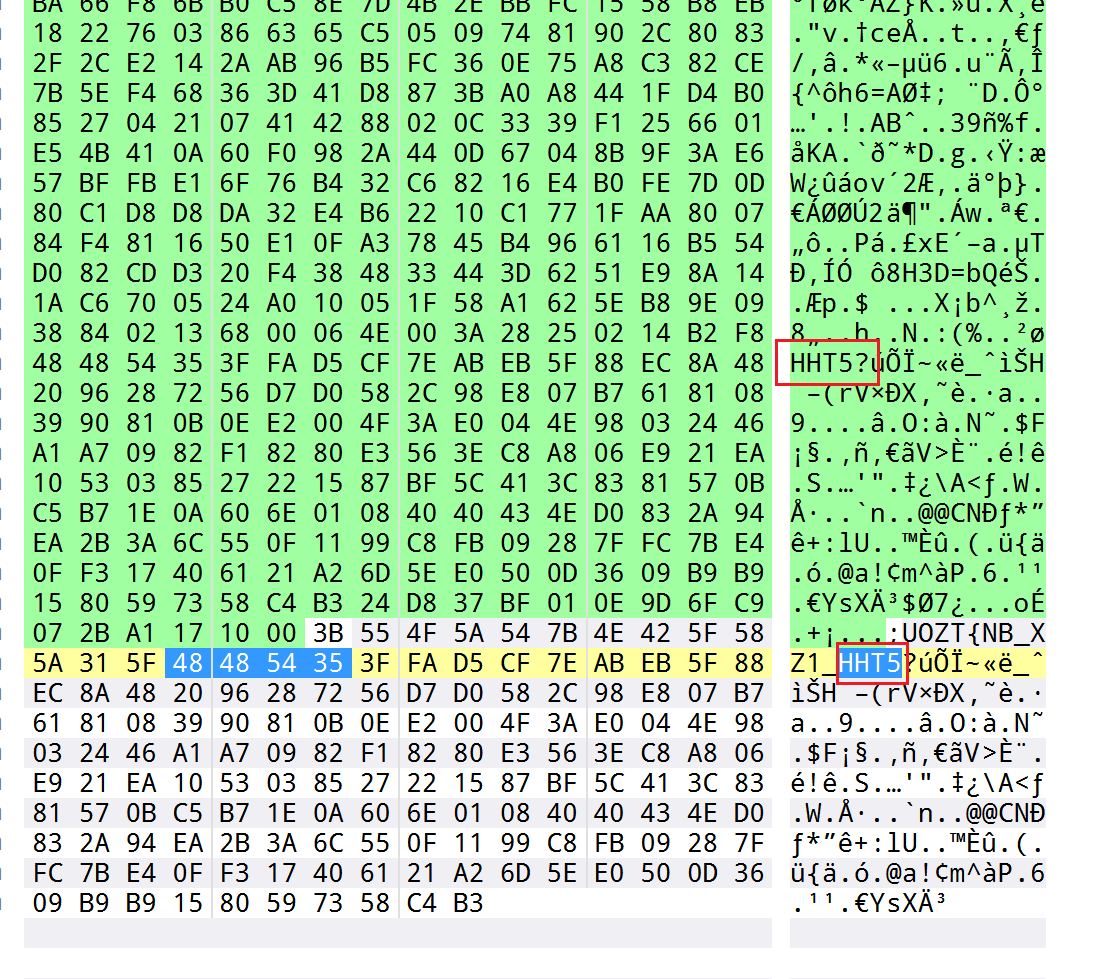 BA 66 F8 6B B0 C5 8E 7D 4B 2E BB FC 15 58 B8 EB
18 22 76 03 86 63 65 C5 05 09 74 81 90 2C 80 83 ."v.†ceÅ..t..,€ƒ
2F 2C E2 14 2A AB 96 B5 FC 36 0E 75 A8 C3 82 CE /,â.*«–µü6.u¨Ã‚Î
7B 5E F4 68 36 3D 41 D8 87 3B A0 A8 44 1F D4 B0 {^ôh6=AØ‡; ¨D.Ô°
85 27 04 21 07 41 42 88 02 0C 33 39 F1 25 66 01 …'.!.ABˆ..39ñ%f.
E5 4B 41 0A 60 F0 98 2A 44 0D 67 04 8B 9F 3A E6 åKA.`ð˜*D.g.‹Ÿ:æ
57 BF FB E1 6F 76 B4 32 C6 82 16 E4 B0 FE 7D 0D W¿ûáov´2Æ‚.ä°þ}.
80 C1 D8 D8 DA 32 E4 B6 22 10 C1 77 1F AA 80 07 €ÁØØÚ2ä¶".Áw.ª€.
84 F4 81 16 50 E1 0F A3 78 45 B4 96 61 16 B5 54 „ô..Pá.£xE´–a.µT
D0 82 CD D3 20 F4 38 48 33 44 3D 62 51 E9 8A 14 Ð‚ÍÓ ô8H3D=bQéŠ.
1A C6 70 05 24 A0 10 05 1F 58 A1 62 5E B8 9E 09 .Æp.$ ...X¡b^¸ž.
38 84 02 13 68 00 06 4E 00 3A 28 25 02 14 B2 F8 8„..h..N.:(%..²ø
48 48 54 35 3F FA D5 CF 7E AB EB 5F 88 EC 8A 48 HHT5?úÕÏ~«ë_ˆìŠH
20 96 28 72 56 D7 D0 58 2C 98 E8 07 B7 61 81 08 –(rV×ÐX,˜è.·a..
39 90 81 0B 0E E2 00 4F 3A E0 04 4E 98 03 24 46 9....â.O:à.N˜.$F
A1 A7 09 82 F1 82 80 E3 56 3E C8 A8 06 E9 21 EA ¡§.‚ñ‚€ãV>È¨.é!ê
10 53 03 85 27 22 15 87 BF 5C 41 3C 83 81 57 0B .S.…'".‡¿\A<ƒ.W.
C5 B7 1E 0A 60 6E 01 08 40 40 43 4E D0 83 2A 94 Å·..`n..@@CNÐƒ*”
EA 2B 3A 6C 55 0F 11 99 C8 FB 09 28 7F FC 7B E4 ê+:lU..™Èû.(.ü{ä
0F F3 17 40 61 21 A2 6D 5E E0 50 0D 36 09 B9 B9 .ó.@a!¢m^àP.6.¹¹
15 80 59 73 58 C4 B3 24 D8 37 BF 01 0E 9D 6F C9 .€YsXÄ³$Ø7¿...oÉ
07 2B A1 17 10 00 3B 55 4F 5A 54 7B 4E 42 5F 58 .+¡...;UOZT{NB_X
5A 31 5F 48 48 54 35 3F FA D5 CF 7E AB EB 5F 88 Z1_HHT5?úÕÏ~«ë_ˆ
EC 8A 48 20 96 28 72 56 D7 D0 58 2C 98 E8 07 B7 ìŠH –(rV×ÐX,˜è.·
61 81 08 39 90 81 0B 0E E2 00 4F 3A E0 04 4E 98 a..9....â.O:à.N˜
03 24 46 A1 A7 09 82 F1 82 80 E3 56 3E C8 A8 06 .$F¡§.‚ñ‚€ãV>È¨.
E9 21 EA 10 53 03 85 27 22 15 87 BF 5C 41 3C 83 é!ê.S.…'".‡¿\A<ƒ
81 57 0B C5 B7 1E 0A 60 6E 01 08 40 40 43 4E D0 .W.Å·..`n..@@CNÐ
83 2A 94 EA 2B 3A 6C 55 0F 11 99 C8 FB 09 28 7F ƒ*”ê+:lU..™Èû.(.
FC 7B E4 0F F3 17 40 61 21 A2 6D 5E E0 50 0D 36 ü{ä.ó.@a!¢m^àP.6
09 B9 B9 15 80 59 73 58 C4 B3 .¹¹.€YsXÄ³